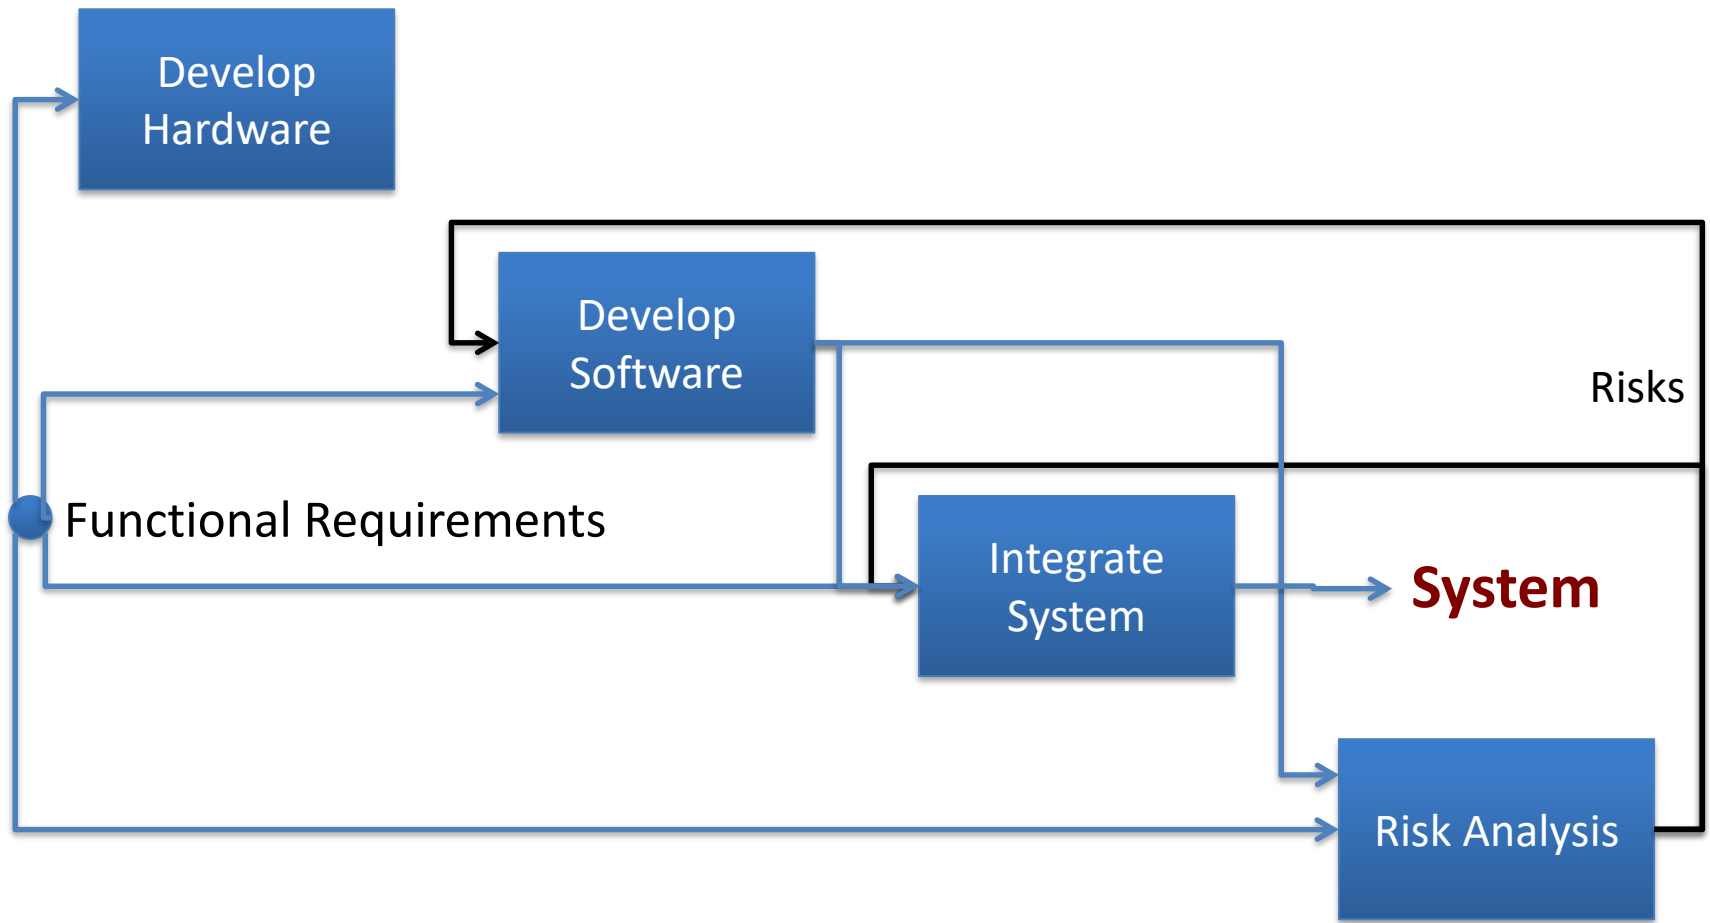 Develop
Hardware
Develop
Software
Risks
Functional Requirements
Integrate
System
System
Risk Analysis